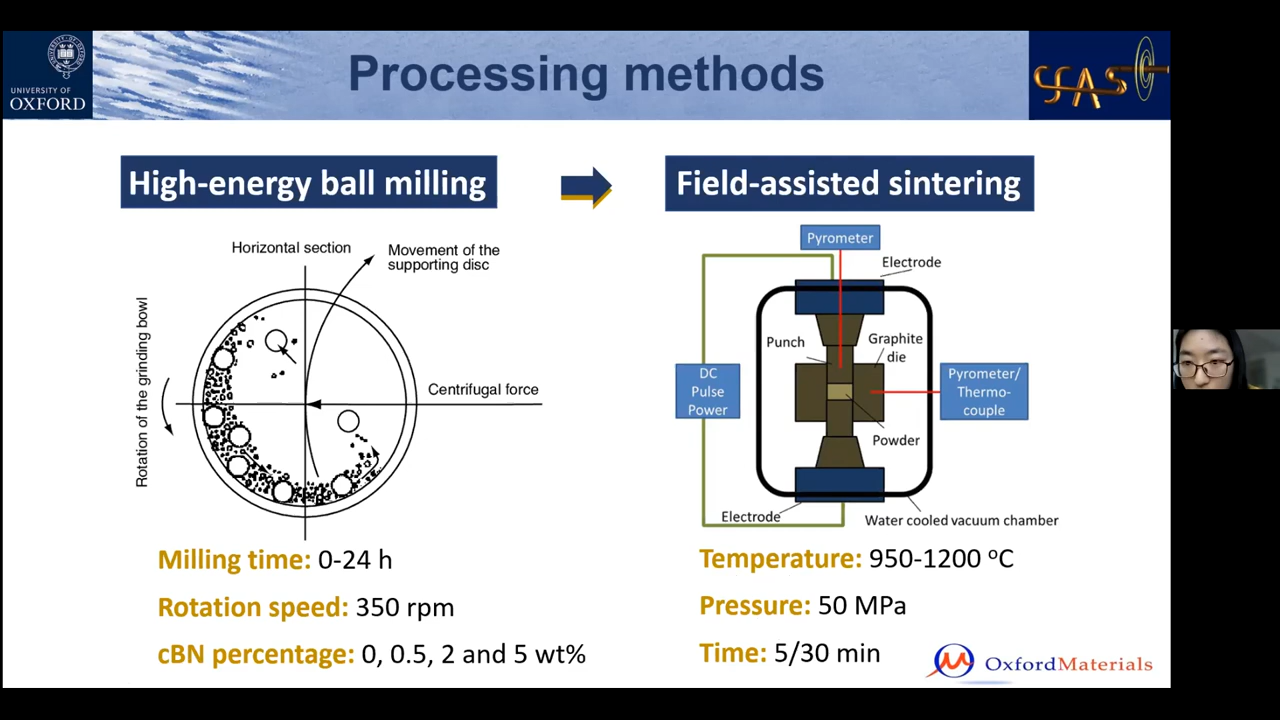 UNIVERSITY OF
OXFORD
Processing methods
SFAS
High-energy ball milling
Field-assisted sintering
Horizontal section
Movement of the
supporting disc
Rotation of the grinding bowl
Centrifugal force
Pyrometer
Electrode
Punch
Graphite
die
DC
Pulse
Power
Pyrometer/
Thermo-
couple
Powder
Electrode
Water cooled vacuum chamber
Milling time: 0-24 h
Rotation speed: 350 rpm
cBN percentage: 0, 0.5, 2 and 5 wt%
Temperature: 950-1200 °C
Pressure: 50 MPa
Time: 5/30 min
OxfordMaterials